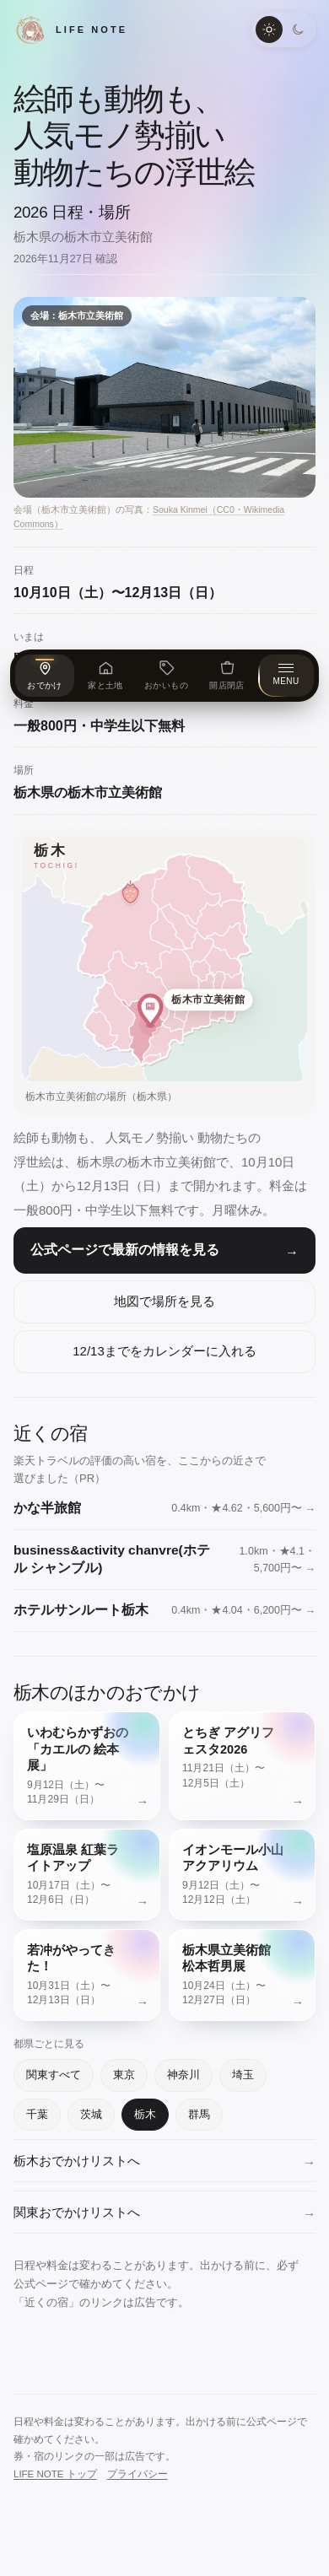 LIFE NOTE
絵師も動物も、
人気モノ勢揃い
動物たちの浮世絵
2026 日程・場所
栃木県の栃木市立美術館
2026年11月27日 確認
会場：栃木市立美術館
会場（栃木市立美術館）の写真：Souka Kinmei（CC0・Wikimedia
Commons）
日程
10月10日（土）〜12月13日（日）
いまは
おでかけ
家と土地
おかいもの
開店閉店
MENU
料金
一般800円・中学生以下無料
場所
栃木県の栃木市立美術館
栃木
TOCHIGI
栃木市立美術館
栃木市立美術館の場所（栃木県）
絵師も動物も、 人気モノ勢揃い 動物たちの
浮世絵は、栃木県の栃木市立美術館で、10月10日
（土）から12月13日（日）まで開かれます。料金は
一般800円・中学生以下無料です。月曜休み。
公式ページで最新の情報を見る →
地図で場所を見る
12/13までをカレンダーに入れる
近くの宿
楽天トラベルの評価の高い宿を、ここからの近さで
選びました（PR）
かな半旅館 0.4km・★4.62・5,600円〜 →
business&activity chanvre(ホテ
ル シャンブル)
1.0km・★4.1・
5,700円〜 →
ホテルサンルート栃木 0.4km・★4.04・6,200円〜 →
栃木のほかのおでかけ
いわむらかずおの
「カエルの 絵本
展」
9月12日（土）〜
11月29日（日） →
とちぎ アグリフ
ェスタ2026
11月21日（土）〜
12月5日（土）
→
塩原温泉 紅葉ラ
イトアップ
10月17日（土）〜
12月6日（日） →
イオンモール小山
アクアリウム
9月12日（土）〜
12月12日（土） →
若冲がやってき
た！
10月31日（土）〜
12月13日（日） →
栃木県立美術館
松本哲男展
10月24日（土）〜
12月27日（日） →
都県ごとに見る
関東すべて 東京 神奈川 埼玉
千葉 茨城 栃木 群馬
栃木おでかけリストへ →
関東おでかけリストへ →
日程や料金は変わることがあります。出かける前に、必ず
公式ページで確かめてください。
「近くの宿」のリンクは広告です。
日程や料金は変わることがあります。出かける前に公式ページで
確かめてください。
券・宿のリンクの一部は広告です。
LIFE NOTE トップ プライバシー